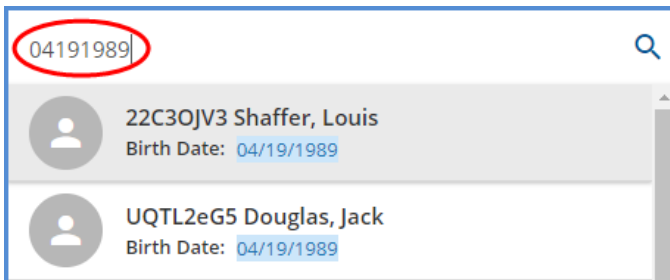 04191989
22C3OJV3 Shaffer, Louis
Birth Date: 04/19/1989
UQTL2eG5 Douglas, Jack
Birth Date: 04/19/1989